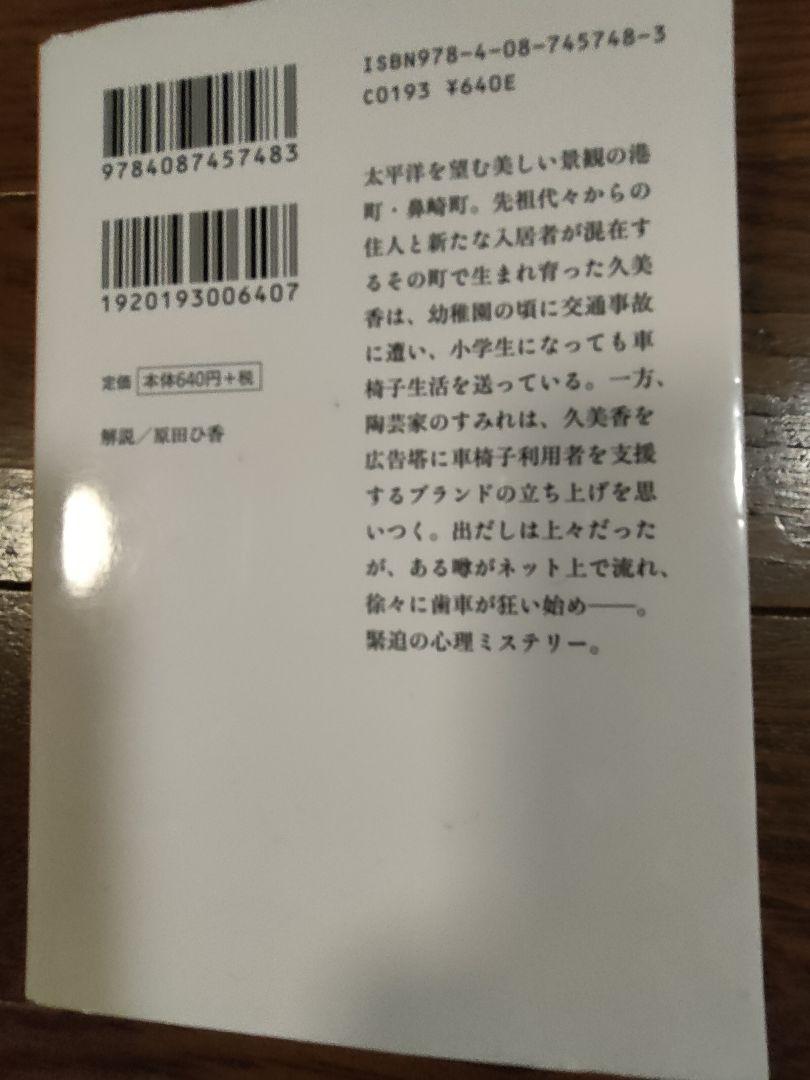 ISBN978-4-08-745748-3
C0193 ¥640E
9784087457483
1920193006407
定価 本体640円+税
解説/原田ひ香
太平洋を望む美しい景観の港
町・鼻崎町。先祖代々からの
住人と新たな入居者が混在す
るその町で生まれ育った久美
香は、幼稚園の頃に交通事故
に遭い、小学生になっても車
椅子生活を送っている。一方、
陶芸家のすみれは、久美香を
広告塔に車椅子利用者を支援
するブランドの立ち上げを思
いつく。出だしは上々だった
が、ある噂がネット上で流れ、
徐々に歯車が狂い始め――。
緊迫の心理ミステリー。